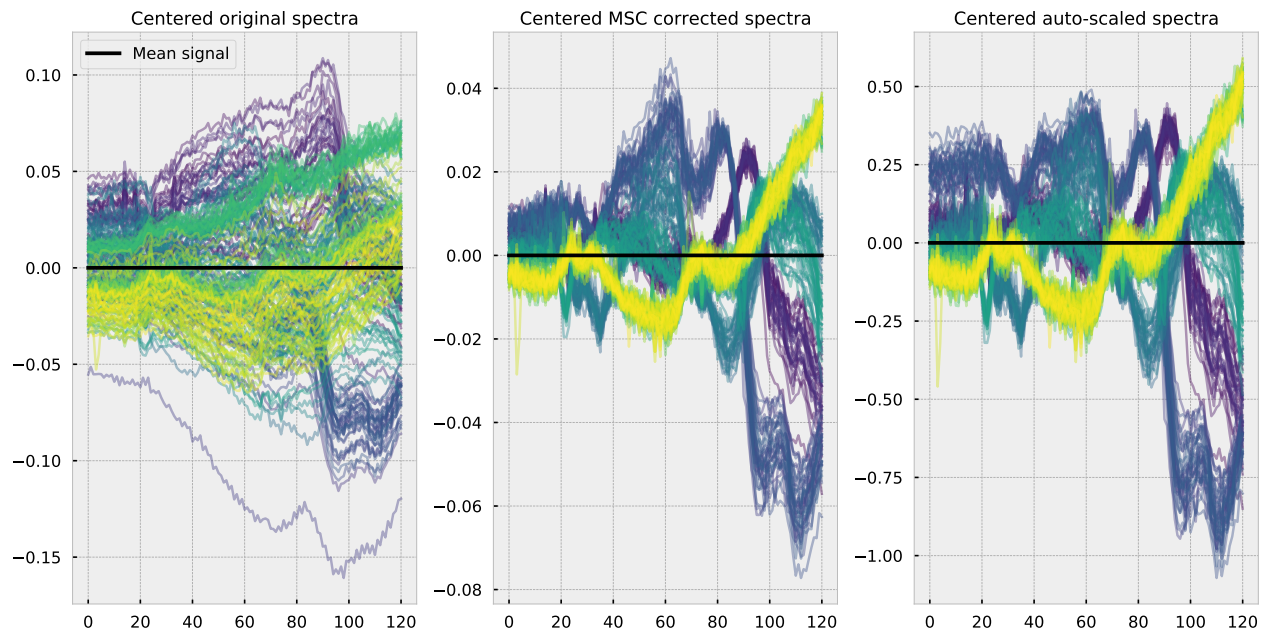 Centered original spectra
Mean signal
0.10
0.05
0.00
−0.05
−0.10
−0.15
0 20 40 60 80 100 120
Centered MSC corrected spectra
0.04
0.02
0.00
−0.02
−0.04
−0.06
−0.08
0 20 40 60 80 100 120
Centered auto-scaled spectra
0.50
0.25
0.00
−0.25
−0.50
−0.75
−1.00
0 20 40 60 80 100 120